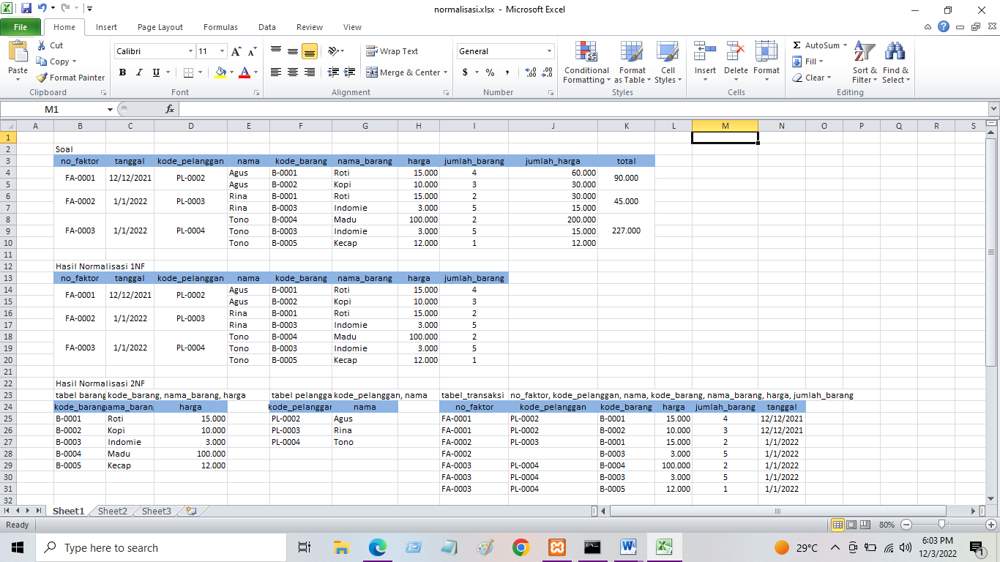 normalisasi.xlsx - Microsoft Excel
File Home Insert Page Layout Formulas Data Review View
Paste Cut Copy Format Painter Clipboard
Calibri 11 B I U A Font
Wrap Text Merge & Center Alignment
General $ % , Number
Conditional Formatting Format as Table Cell Styles Styles
Insert Delete Format Cells
Σ AutoSum Fill Clear Sort & Filter Find & Select Editing
M1 fx
A B C D E F G H I J K L M N O P Q R S
1
2 Soal
3 no_faktor tanggal kode_pelanggan nama kode_barang nama_barang harga jumlah_barang jumlah_harga total
4 FA-0001 12/12/2021 PL-0002 Agus B-0001 Roti 15.000 4 60.000 90.000
5 Agus B-0002 Kopi 10.000 3 30.000
6 FA-0002 1/1/2022 PL-0003 Rina B-0001 Roti 15.000 2 30.000 45.000
7 Rina B-0003 Indomie 3.000 5 15.000
8 Tono B-0004 Madu 100.000 2 200.000
9 FA-0003 1/1/2022 PL-0004 Tono B-0003 Indomie 3.000 5 15.000 227.000
10 Tono B-0005 Kecap 12.000 1 12.000
11
12 Hasil Normalisasi 1NF
13 no_faktor tanggal kode_pelanggan nama kode_barang nama_barang harga jumlah_barang
14 FA-0001 12/12/2021 PL-0002 Agus B-0001 Roti 15.000 4
15 Agus B-0002 Kopi 10.000 3
16 FA-0002 1/1/2022 PL-0003 Rina B-0001 Roti 15.000 2
17 Rina B-0003 Indomie 3.000 5
18 Tono B-0004 Madu 100.000 2
19 FA-0003 1/1/2022 PL-0004 Tono B-0003 Indomie 3.000 5
20 Tono B-0005 Kecap 12.000 1
21
22 Hasil Normalisasi 2NF
23 tabel barang kode_barang, nama_barang, harga tabel pelangga kode_pelanggan, nama tabel_transaksi no_faktor, kode_pelanggan, nama, kode_barang, nama_barang, harga, jumlah_barang
24 kode_barang ama_baran harga kode_pelanggan nama no_faktor kode_pelanggan kode_barang harga jumlah_barang tanggal
25 B-0001 Roti 15.000 PL-0002 Agus FA-0001 PL-0002 B-0001 15.000 4 12/12/2021
26 B-0002 Kopi 10.000 PL-0003 Rina FA-0001 PL-0002 B-0002 10.000 3 12/12/2021
27 B-0003 Indomie 3.000 PL-0004 Tono FA-0002 PL-0003 B-0001 15.000 2 1/1/2022
28 B-0004 Madu 100.000 FA-0002 B-0003 3.000 5 1/1/2022
29 B-0005 Kecap 12.000 FA-0003 PL-0004 B-0004 100.000 2 1/1/2022
30 FA-0003 PL-0004 B-0003 3.000 5 1/1/2022
31 FA-0003 PL-0004 B-0005 12.000 1 1/1/2022
32
Sheet1 Sheet2 Sheet3
Ready 80%
Type here to search 29°C 6:03 PM
12/3/2022 1